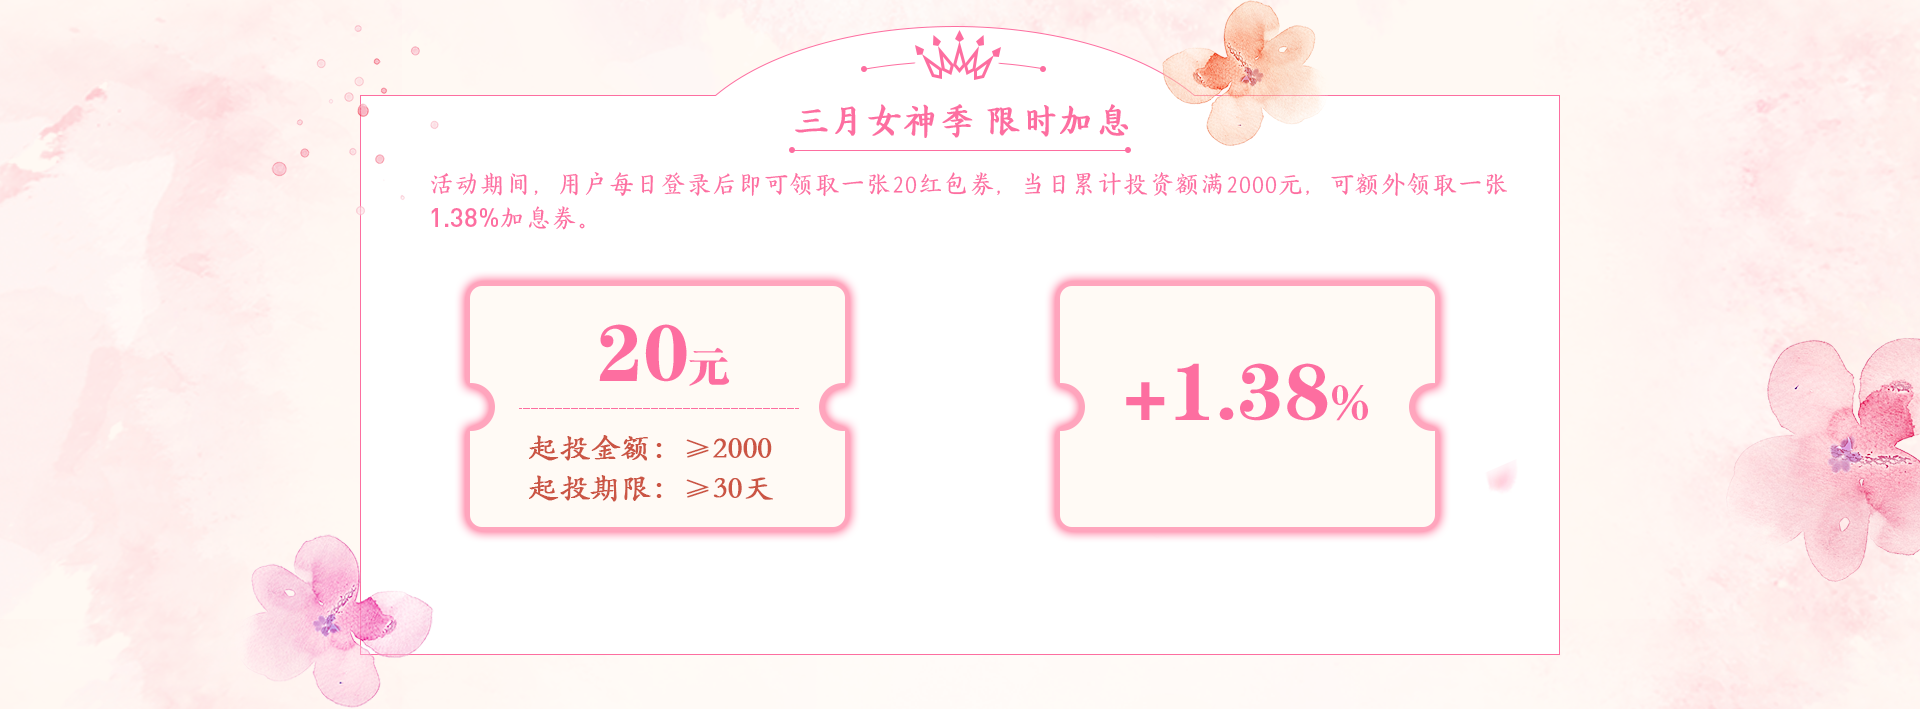 三月女神季 限时加息
活动期间，用户每日登录后即可领取一张20红包券，当日累计投资额满2000元，可额外领取一张
1.38%加息券。
20元
起投金额：≥2000
起投期限：≥30天
+1.38%